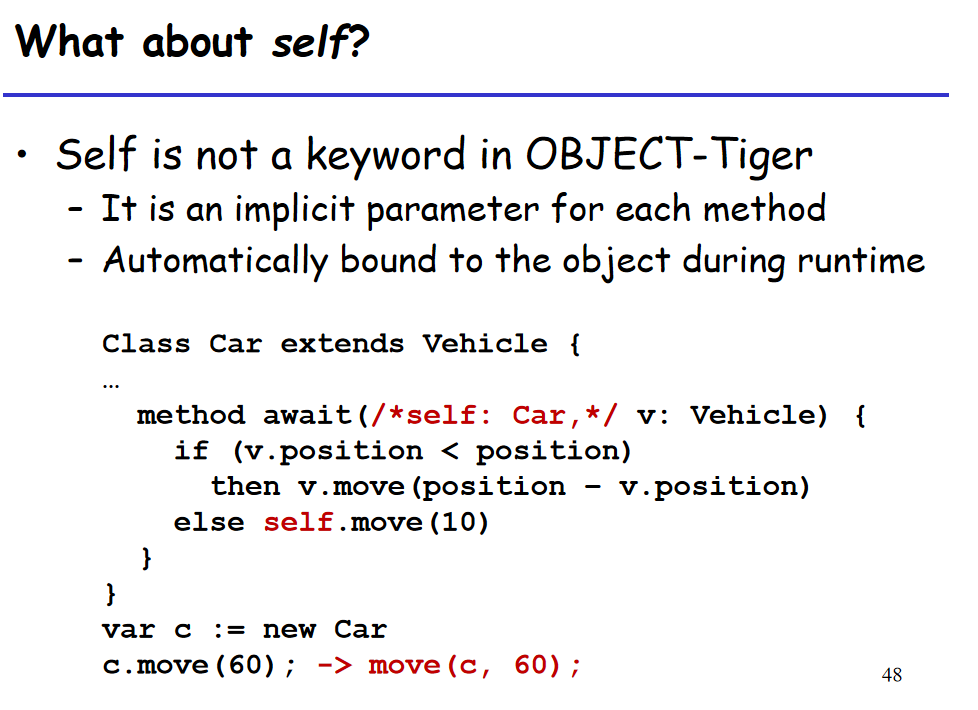 What about self?
• Self is not a keyword in OBJECT-Tiger
– It is an implicit parameter for each method
– Automatically bound to the object during runtime
Class Car extends Vehicle {
…
method await(/*self: Car,*/ v: Vehicle) {
if (v.position < position)
then v.move(position – v.position)
else self.move(10)
}
}
var c := new Car
c.move(60); -> move(c, 60);
48